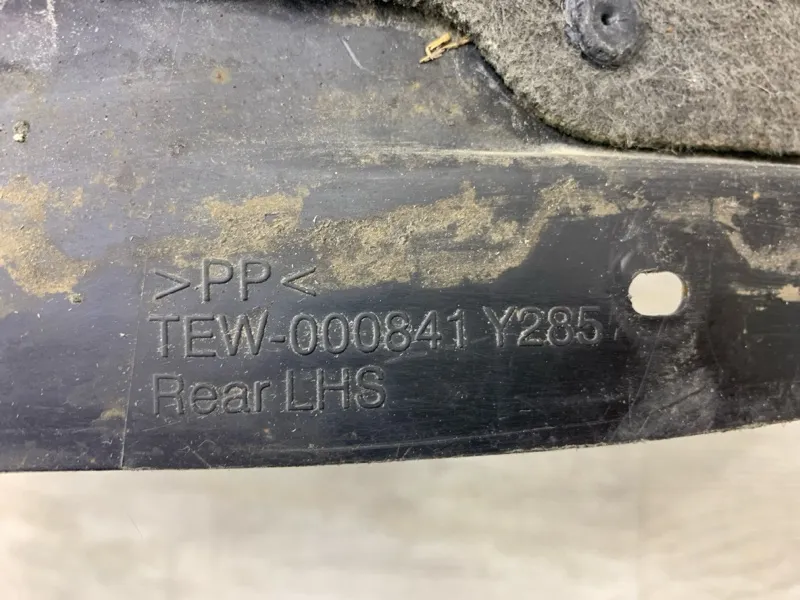 >PP<
TEW-000841 Y285
Rear LHS